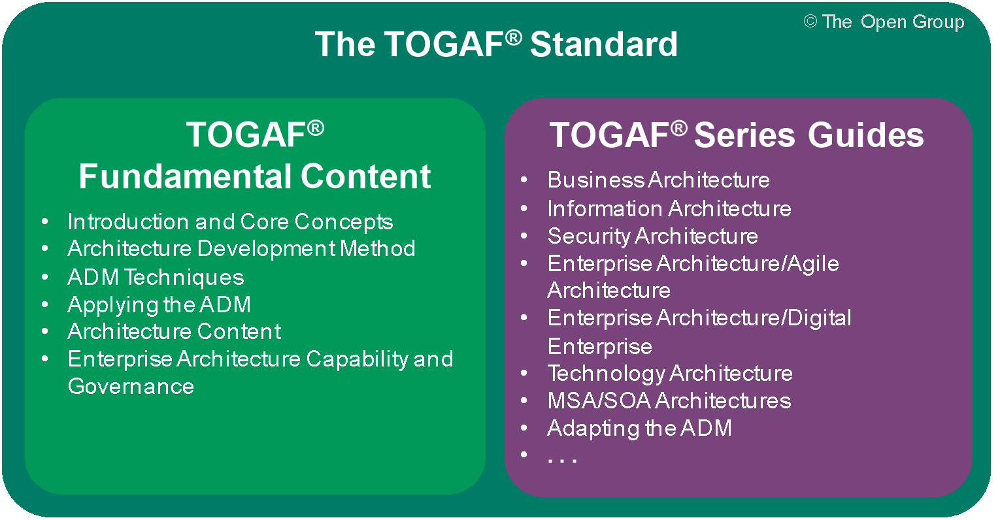 © The Open Group
The TOGAF® Standard
TOGAF®
Fundamental Content
• Introduction and Core Concepts
• Architecture Development Method
• ADM Techniques
• Applying the ADM
• Architecture Content
• Enterprise Architecture Capability and
Governance
TOGAF® Series Guides
• Business Architecture
• Information Architecture
• Security Architecture
• Enterprise Architecture/Agile
Architecture
• Enterprise Architecture/Digital
Enterprise
• Technology Architecture
• MSA/SOA Architectures
• Adapting the ADM
• . . .